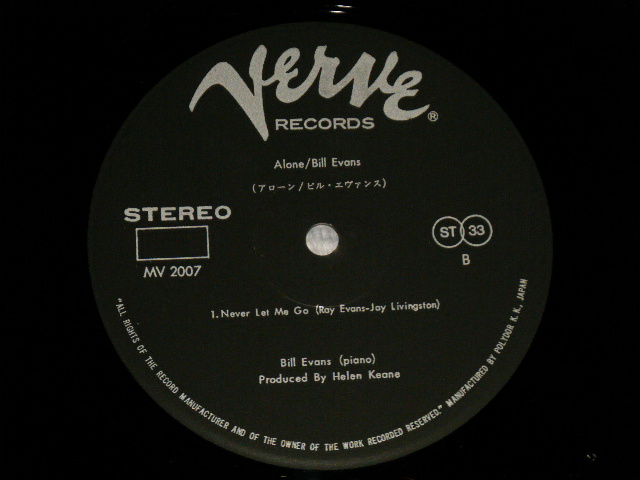 Verve
RECORDS ®
Alone/Bill Evans
(アローン/ビル・エヴァンス)
STEREO
MV 2007
ST 33
B
1. Never Let Me Go (Ray Evans-Jay Livingston)
Bill Evans (piano)
Produced By Helen Keane
"ALL RIGHTS OF THE RECORD MANUFACTURER AND OF THE OWNER OF THE WORK RECORDED RESERVED." MANUFACTURED BY POLYDOR K.K., JAPAN